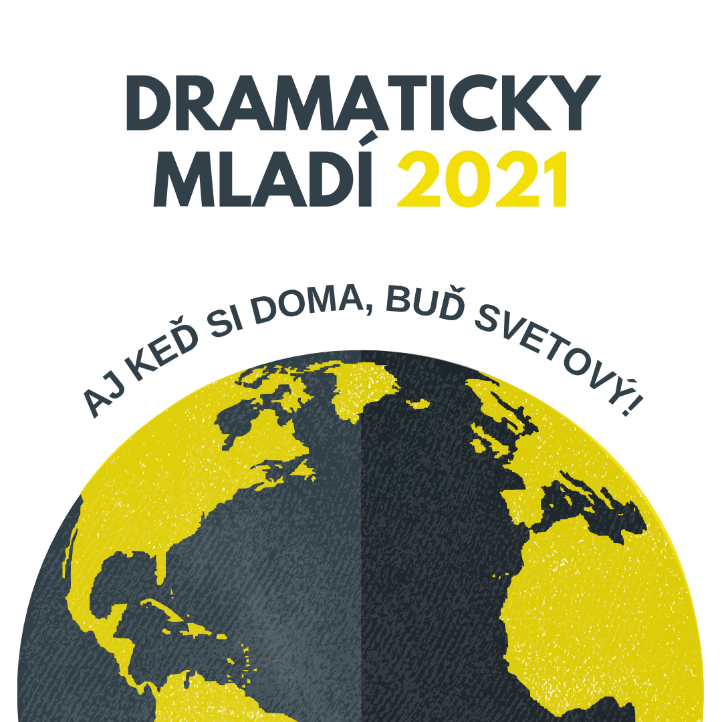 DRAMATICKY
MLADÍ 2021
AJ KEĎ SI DOMA, BUĎ SVETOVÝ!